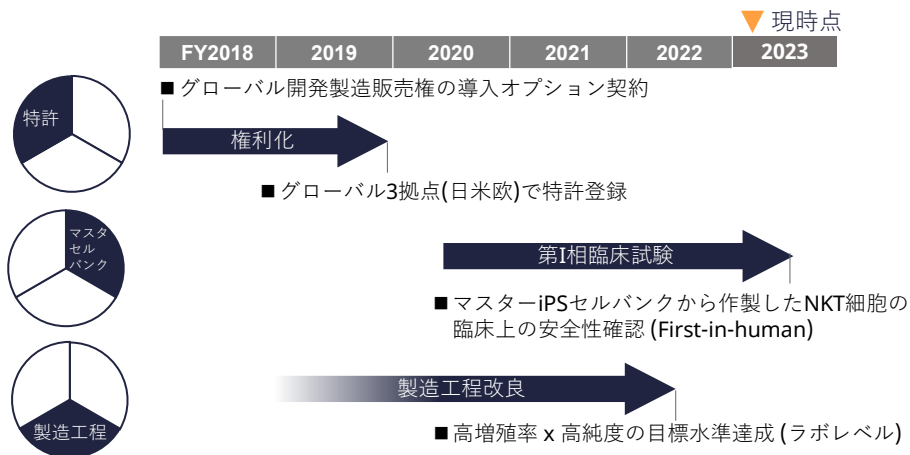 ▼ 現時点
FY2018 2019 2020 2021 2022 2023
特許
■ グローバル開発製造販売権の導入オプション契約
権利化
■ グローバル3拠点(日米欧)で特許登録
マスタ
セル
バンク
第I相臨床試験
■ マスターiPSセルバンクから作製したNKT細胞の
臨床上の安全性確認 (First-in-human)
製造工程
製造工程改良
■ 高増殖率 x 高純度の目標水準達成 (ラボレベル)